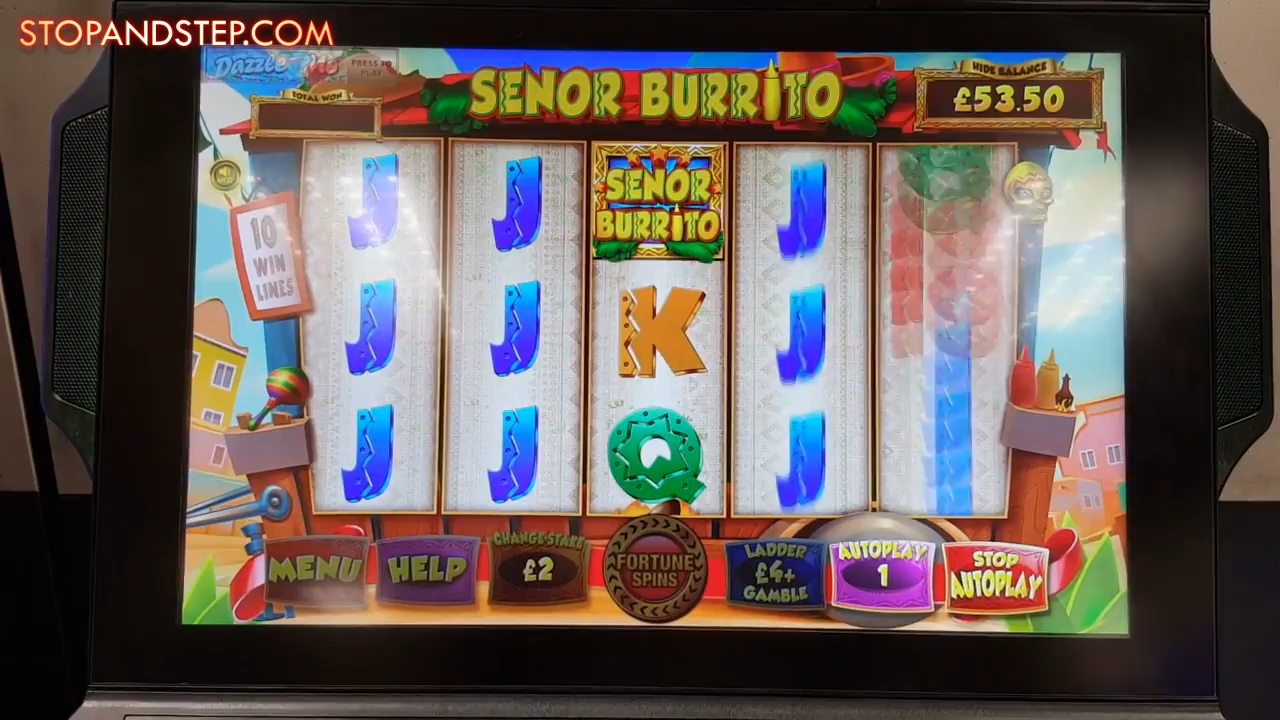 STOPANDSTEP.COM
Dazzle Me
PRESS TO
PLAY
TOTAL WON
SENOR BURRITO
HIDE BALANCE
£53.50
10
WIN
LINES
J
J
SENOR
BURRITO
J
J
J
K
J
J
J
Q
J
MENU
HELP
CHANGE STAKE
£2
FORTUNE
SPINS
LADDER
£4+
GAMBLE
AUTOPLAY
1
STOP
AUTOPLAY